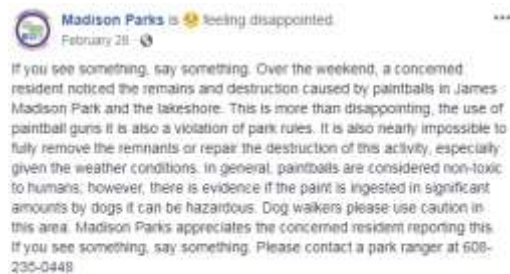 Madison Parks is feeling disappointed.
February 28
If you see something, say something. Over the weekend, a concerned
resident noticed the remains and destruction caused by paintballs in James
Madison Park and the lakeshore. This is more than disappointing, the use of
paintball guns it is also a violation of park rules. It is also nearly impossible to
fully remove the remnants or repair the destruction of this activity, especially
given the weather conditions. In general, paintballs are considered non-toxic
to humans; however, there is evidence if the paint is ingested in significant
amounts by dogs it can be hazardous. Dog walkers please use caution in
this area. Madison Parks appreciates the concerned resident reporting this.
If you see something, say something. Please contact a park ranger at 608-
235-0448